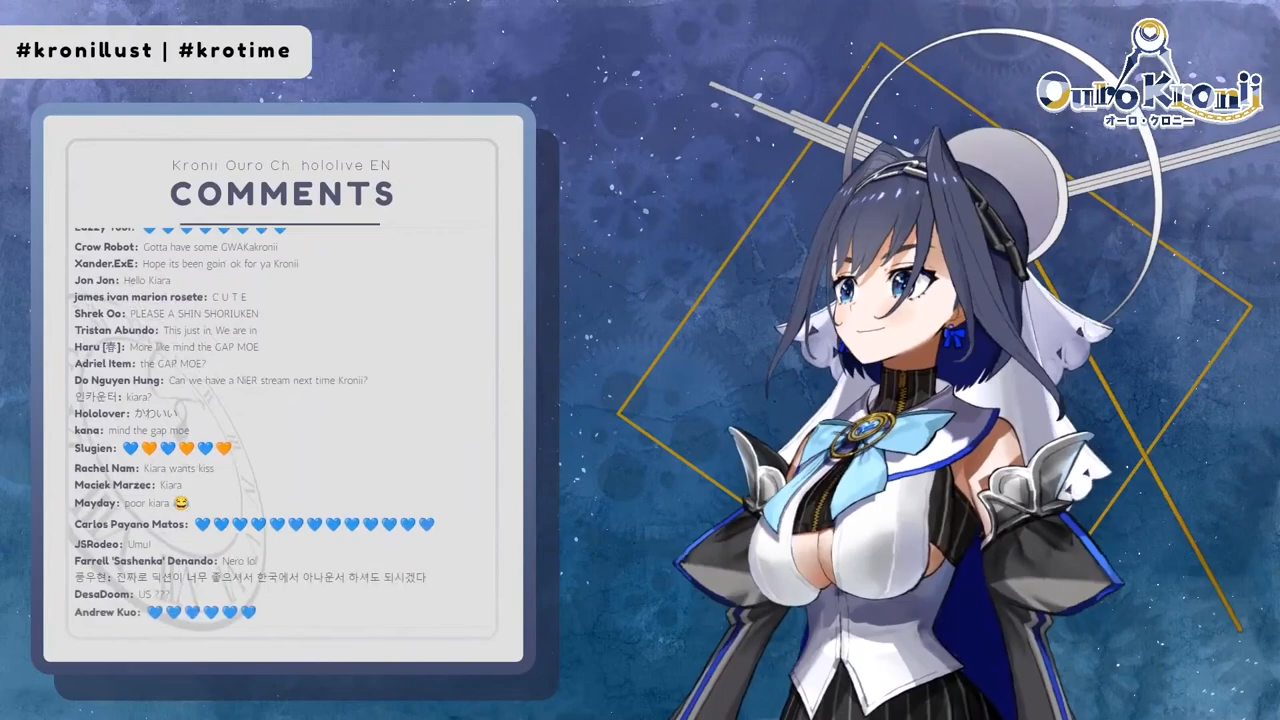 #kronillust | #krotime
Ouro Kronii
オーロ・クロニー
Kronii Ouro Ch. hololive EN
COMMENTS
Crow Robot: Gotta have some GWAKakronii
Xander.ExE: Hope its been goin' ok for ya Kronii
Jon Jon: Hello Kiara
james ivan marion rosete: C U T E
Shrek Oo: PLEASE A SHIN SHORIUKEN
Tristan Abundo: This just in, We are in
Haru [春]: More like mind the GAP MOE
Adriel Item: the GAP MOE?
Do Nguyen Hung: Can we have a NiER stream next time Kronii?
인카운터: kiara?
Hololover: かわいい
kana: mind the gap moe
Slugien: 💙🧡💙🧡💙🧡
Rachel Nam: Kiara wants kiss
Maciek Marzec: Kiara
Mayday: poor kiara 😂
Carlos Payano Matos: 💙💙💙💙💙💙💙💙💙💙💙💙💙
JSRodeo: Umu!
Farrell 'Sashenka' Denando: Nero lol
풍우현:진짜로 딕션이 너무 좋으셔서 한국에서 아나운서 하셔도 되시겠다
DesaDoom: US ???
Andrew Kuo: 💙💙💙💙💙💙